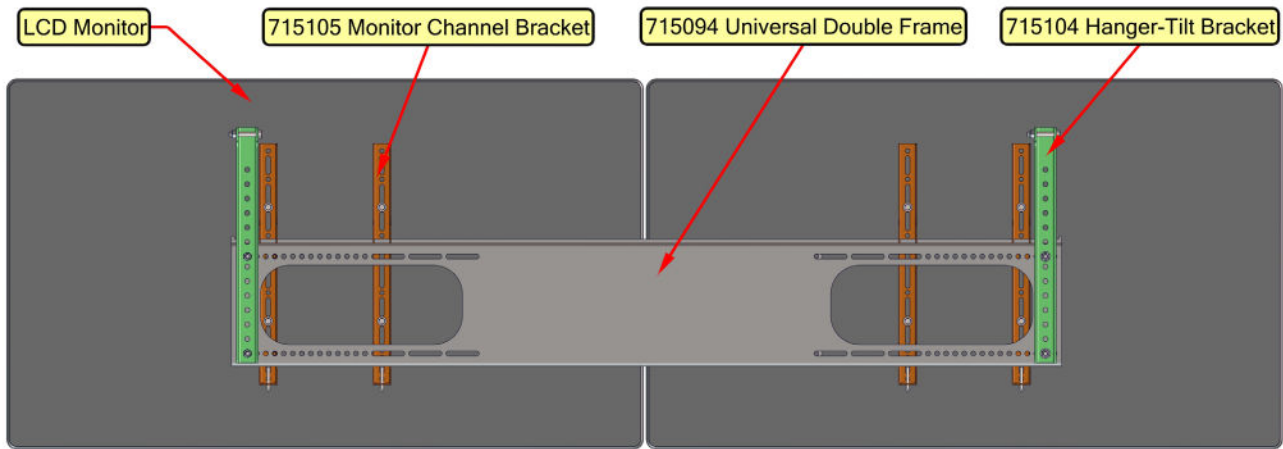 LCD Monitor
715105 Monitor Channel Bracket
715094 Universal Double Frame
715104 Hanger-Tilt Bracket